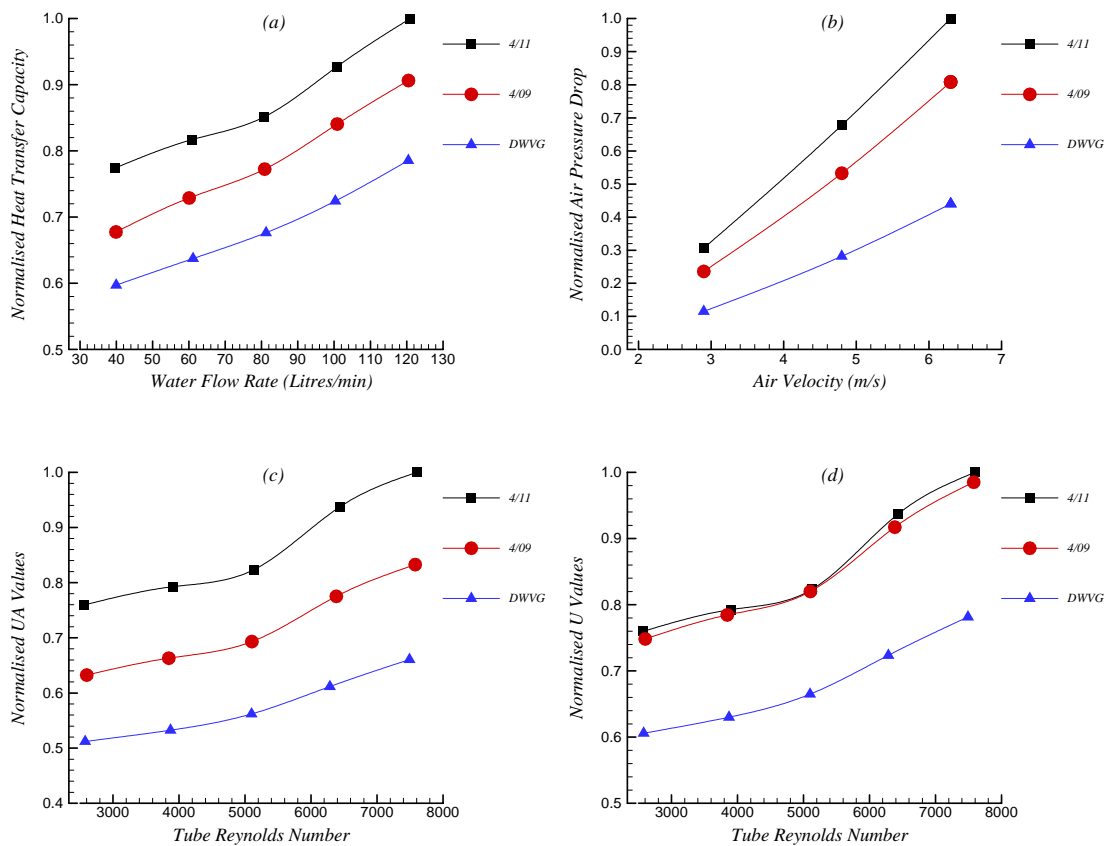 (a)
1.0
0.9
0.8
0.7
0.6
0.5
Normalised Heat Transfer Capacity
30 40 50 60 70 80 90 100 110 120 130
Water Flow Rate (Litres/min)
4/11
4/09
DWVG
(b)
1.0
0.9
0.8
0.7
0.6
0.5
0.4
0.3
0.2
0.1
0.0
Normalised Air Pressure Drop
2 3 4 5 6 7
Air Velocity (m/s)
4/11
4/09
DWVG
(c)
1.0
0.9
0.8
0.7
0.6
0.5
0.4
Normalised UA Values
3000 4000 5000 6000 7000 8000
Tube Reynolds Number
4/11
4/09
DWVG
(d)
1.0
0.9
0.8
0.7
0.6
0.5
Normalised U Values
3000 4000 5000 6000 7000 8000
Tube Reynolds Number
4/11
4/09
DWVG